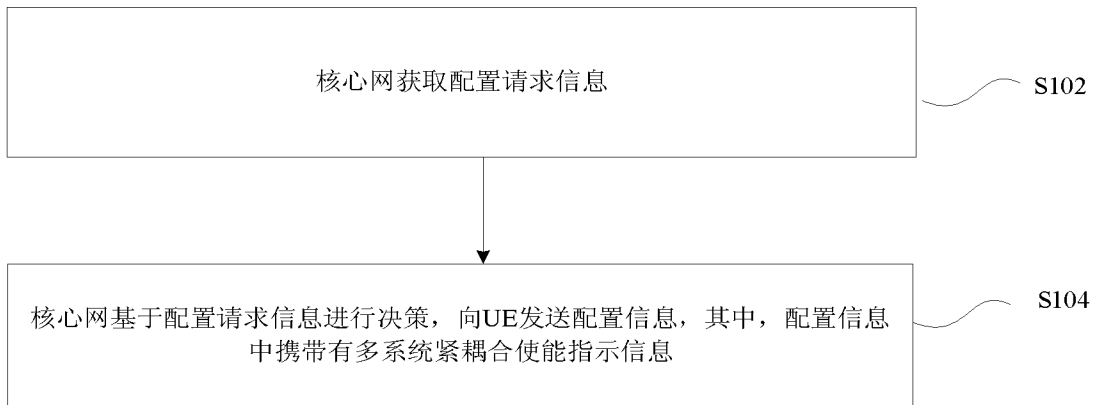 核心网获取配置请求信息
S102
核心网基于配置请求信息进行决策，向UE发送配置信息，其中，配置信息
中携带有多系统紧耦合使能指示信息
S104